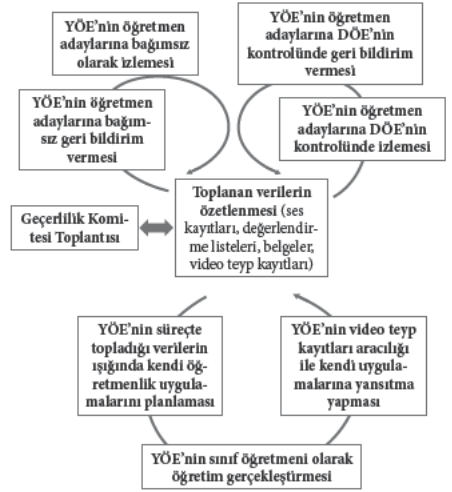 YÖE'nin öğretmen
adaylarına bağımsız
olarak izlemesi
YÖE'nin öğretmen
adaylarına DÖE'nin
kontrolünde geri bildirim
vermesi
YÖE'nin öğretmen
adaylarına bağım-
sız geri bildirim
vermesi
YÖE'nin öğretmen
adaylarına DÖE'nin
kontrolünde izlemesi
Toplanan verilerin
özetlenmesi (ses
kayıtları, değerlendir-
me listeleri, belgeler,
video teyp kayıtları)
Geçerlilik Komi-
tesi Toplantısı
YÖE'nin süreçte
topladığı verilerin
ışığında kendi öğ-
retmenlik uygula-
malarını planlaması
YÖE'nin video teyp
kayıtları aracılığı
ile kendi uygula-
malarına yansıtma
yapması
YÖE'nin sınıf öğretmeni olarak
öğretim gerçekleştirmesi